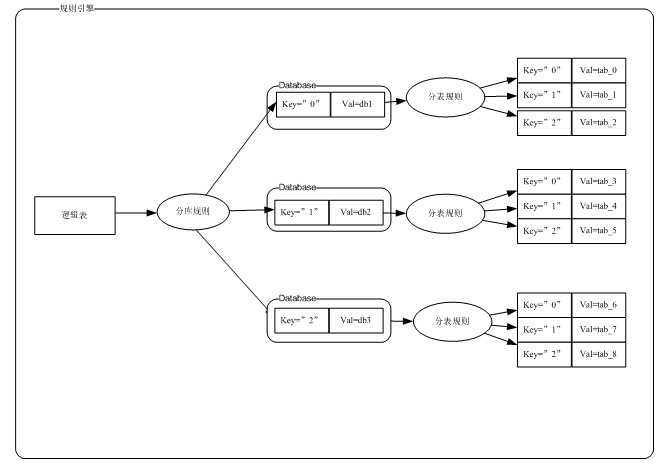 规则引擎
Database
Key=”0” Val=db1
分表规则
Key=”0” Val=tab_0
Key=”1” Val=tab_1
Key=”2” Val=tab_2
逻辑表
分库规则
Database
Key=”1” Val=db2
分表规则
Key=”0” Val=tab_3
Key=”1” Val=tab_4
Key=”2” Val=tab_5
Database
Key=”2” Val=db3
分表规则
Key=”0” Val=tab_6
Key=”1” Val=tab_7
Key=”2” Val=tab_8